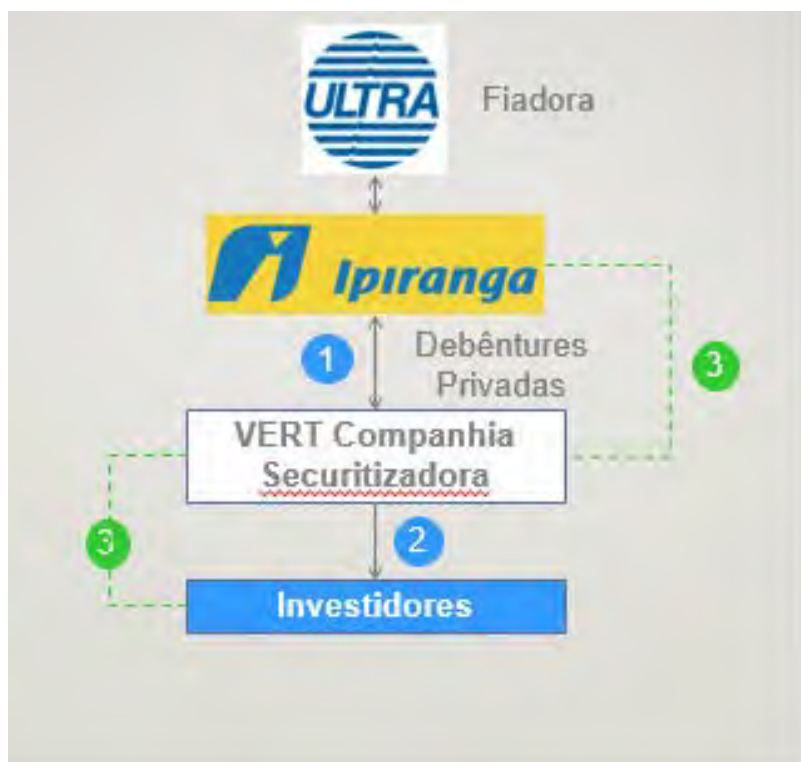 ULTRA
Fiadora
Ipiranga
1
Debêntures
Privadas
3
VERT Companhia
Securitizadora
3
2
Investidores